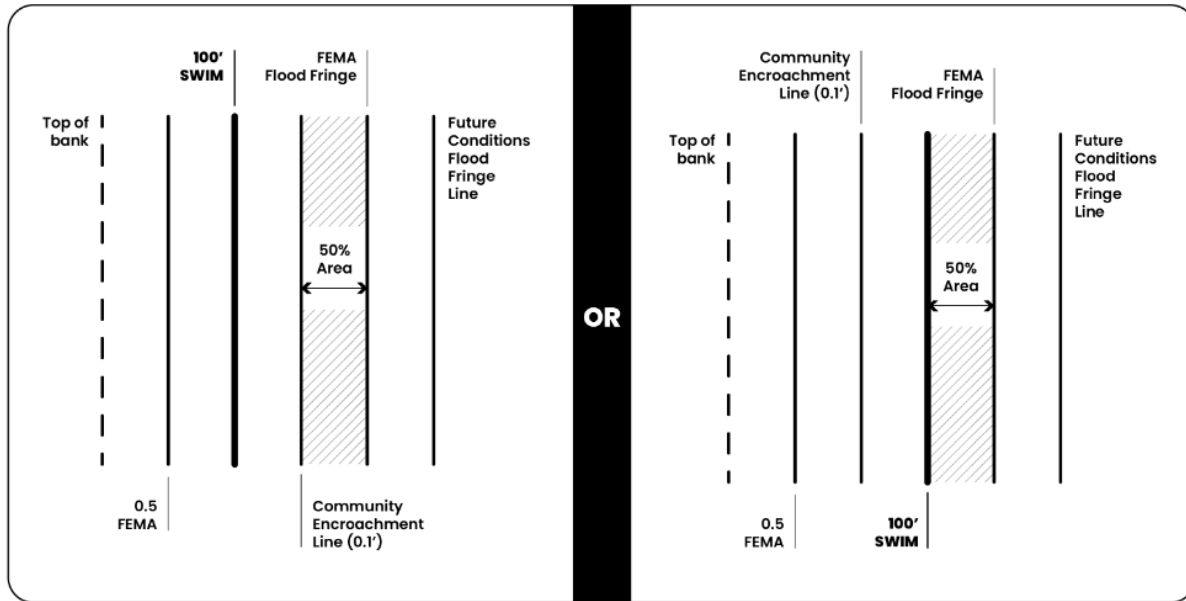 100'
SWIM
FEMA
Flood Fringe
Top of
bank
Future
Conditions
Flood
Fringe
Line
50%
Area
0.5
FEMA
Community
Encroachment
Line (0.1')
OR
Community
Encroachment
Line (0.1')
FEMA
Flood Fringe
Top of
bank
Future
Conditions
Flood
Fringe
Line
50%
Area
0.5
FEMA
100'
SWIM